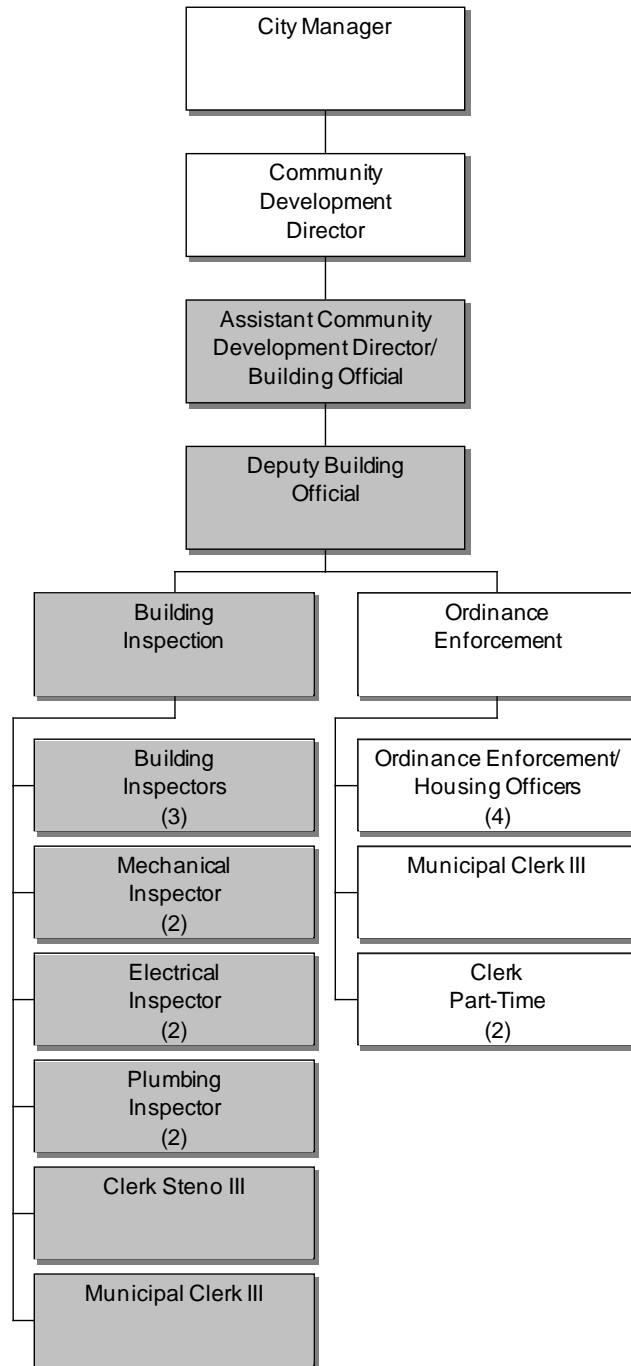 City Manager
Community
Development
Director
Assistant Community
Development Director/
Building Official
Deputy Building
Official
Building
Inspection
Ordinance
Enforcement
Building
Inspectors
(3)
Mechanical
Inspector
(2)
Electrical
Inspector
(2)
Plumbing
Inspector
(2)
Clerk Steno III
Municipal Clerk III
Ordinance Enforcement/
Housing Officers
(4)
Municipal Clerk III
Clerk
Part-Time
(2)